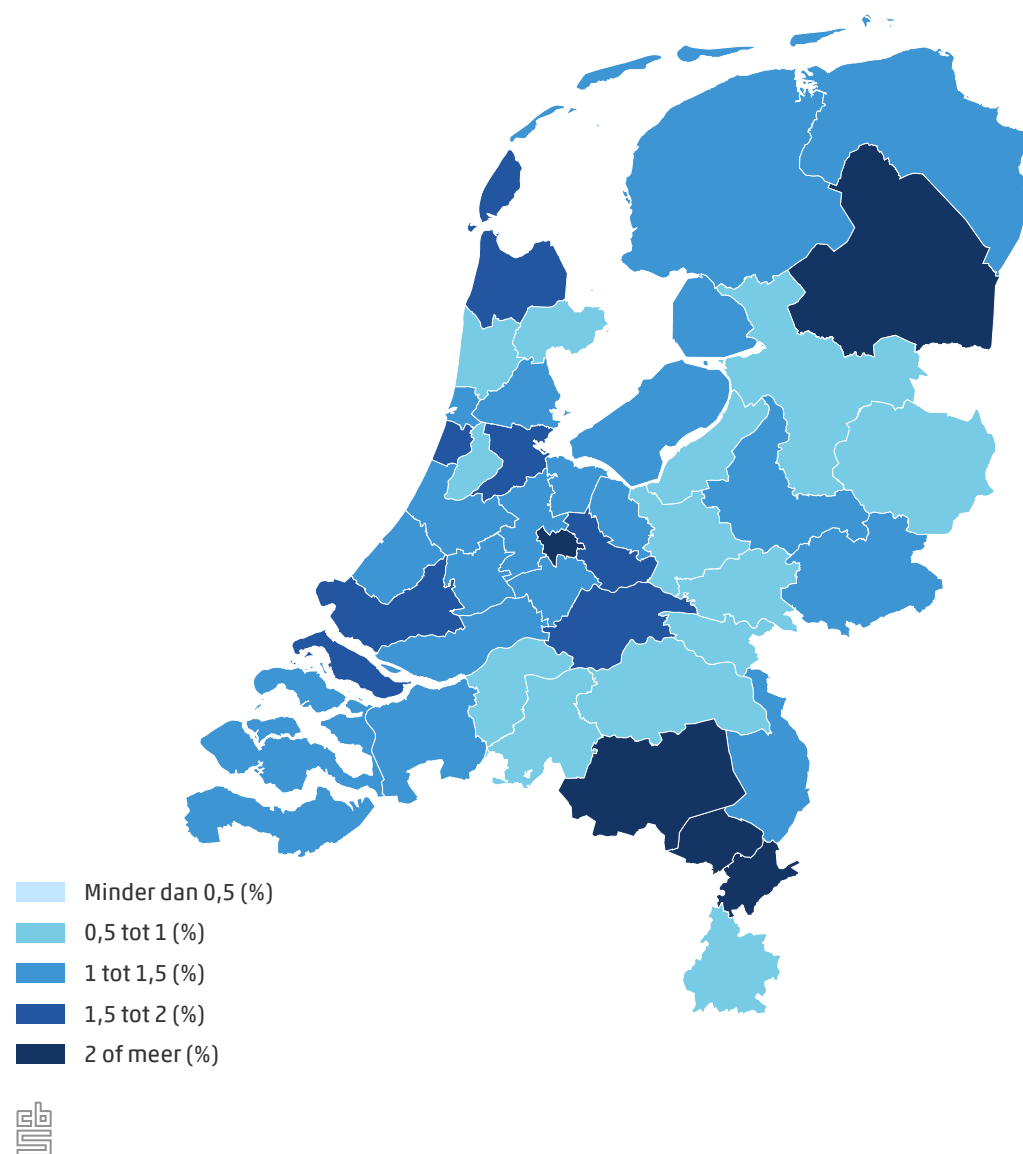 Minder dan 0,5 (%)
0,5 tot 1 (%)
1 tot 1,5 (%)
1,5 tot 2 (%)
2 of meer (%)
cbs